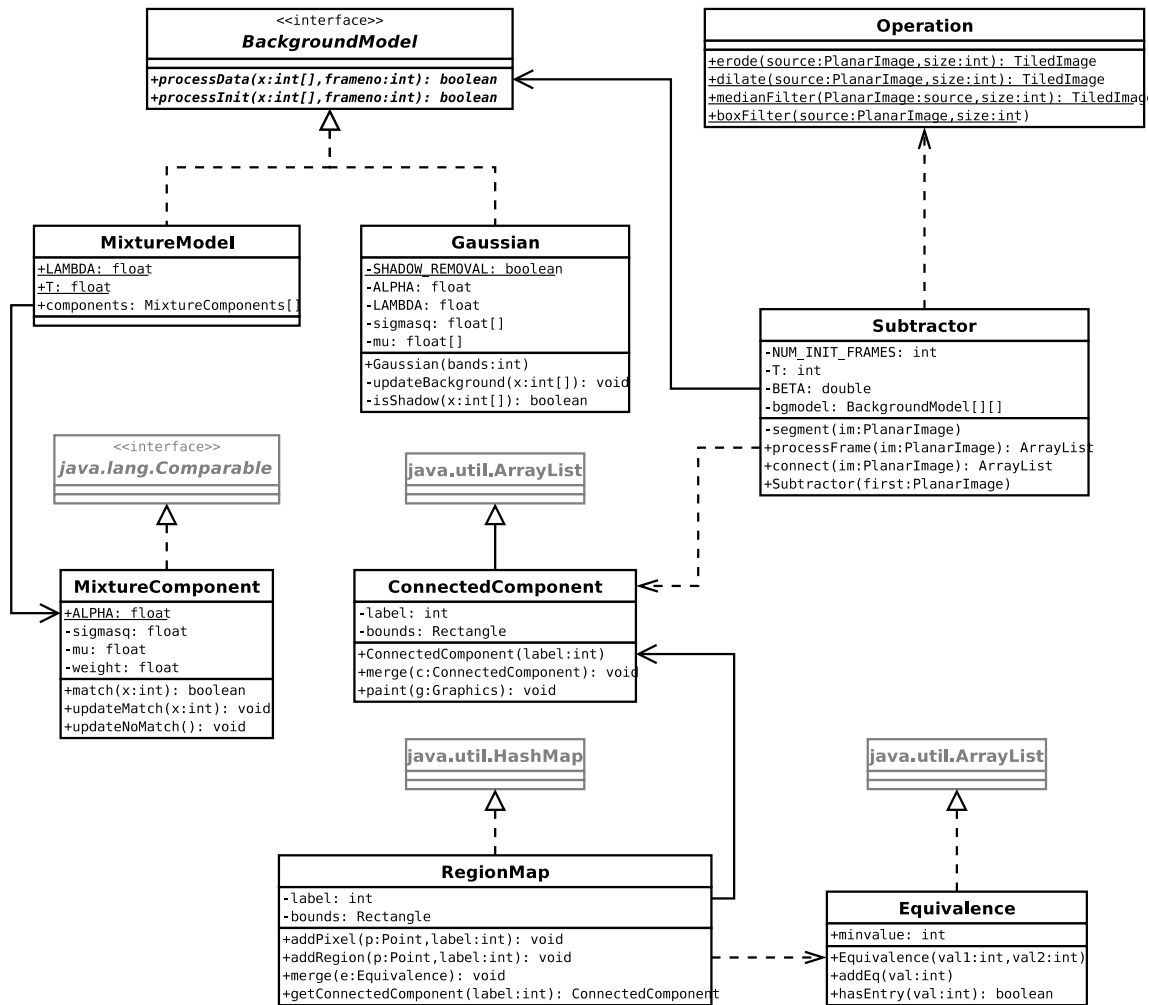 <<interface>>
BackgroundModel
+processData(x:int[],frameno:int): boolean
+processInit(x:int[],frameno:int): boolean
Operation
+erode(source:PlanarImage,size:int): TiledImage
+dilate(source:PlanarImage,size:int): TiledImage
+medianFilter(PlanarImage:source,size:int): TiledImage
+boxFilter(source:PlanarImage,size:int)
MixtureModel
+LAMBDA: float
+T: float
+components: MixtureComponents[]
Gaussian
-SHADOW_REMOVAL: boolean
-ALPHA: float
-LAMBDA: float
-sigmasq: float[]
-mu: float[]
+Gaussian(bands:int)
-updateBackground(x:int[]): void
-isShadow(x:int[]): boolean
Subtractor
-NUM_INIT_FRAMES: int
-T: int
-BETA: double
-bgmodel: BackgroundModel[][]
-segment(im:PlanarImage)
+processFrame(im:PlanarImage): ArrayList
+connect(im:PlanarImage): ArrayList
+Subtractor(first:PlanarImage)
<<interface>>
java.lang.Comparable
java.util.ArrayList
MixtureComponent
+ALPHA: float
-sigmasq: float
-mu: float
-weight: float
+match(x:int): boolean
+updateMatch(x:int): void
+updateNoMatch(): void
ConnectedComponent
-label: int
-bounds: Rectangle
+ConnectedComponent(label:int)
+merge(c:ConnectedComponent): void
+paint(g:Graphics): void
java.util.HashMap
java.util.ArrayList
RegionMap
-label: int
-bounds: Rectangle
+addPixel(p:Point,label:int): void
+addRegion(p:Point,label:int): void
+merge(e:Equivalence): void
+getConnectedComponent(label:int): ConnectedComponent
Equivalence
+minvalue: int
+Equivalence(val1:int,val2:int)
+addEq(val:int)
+hasEntry(val:int): boolean